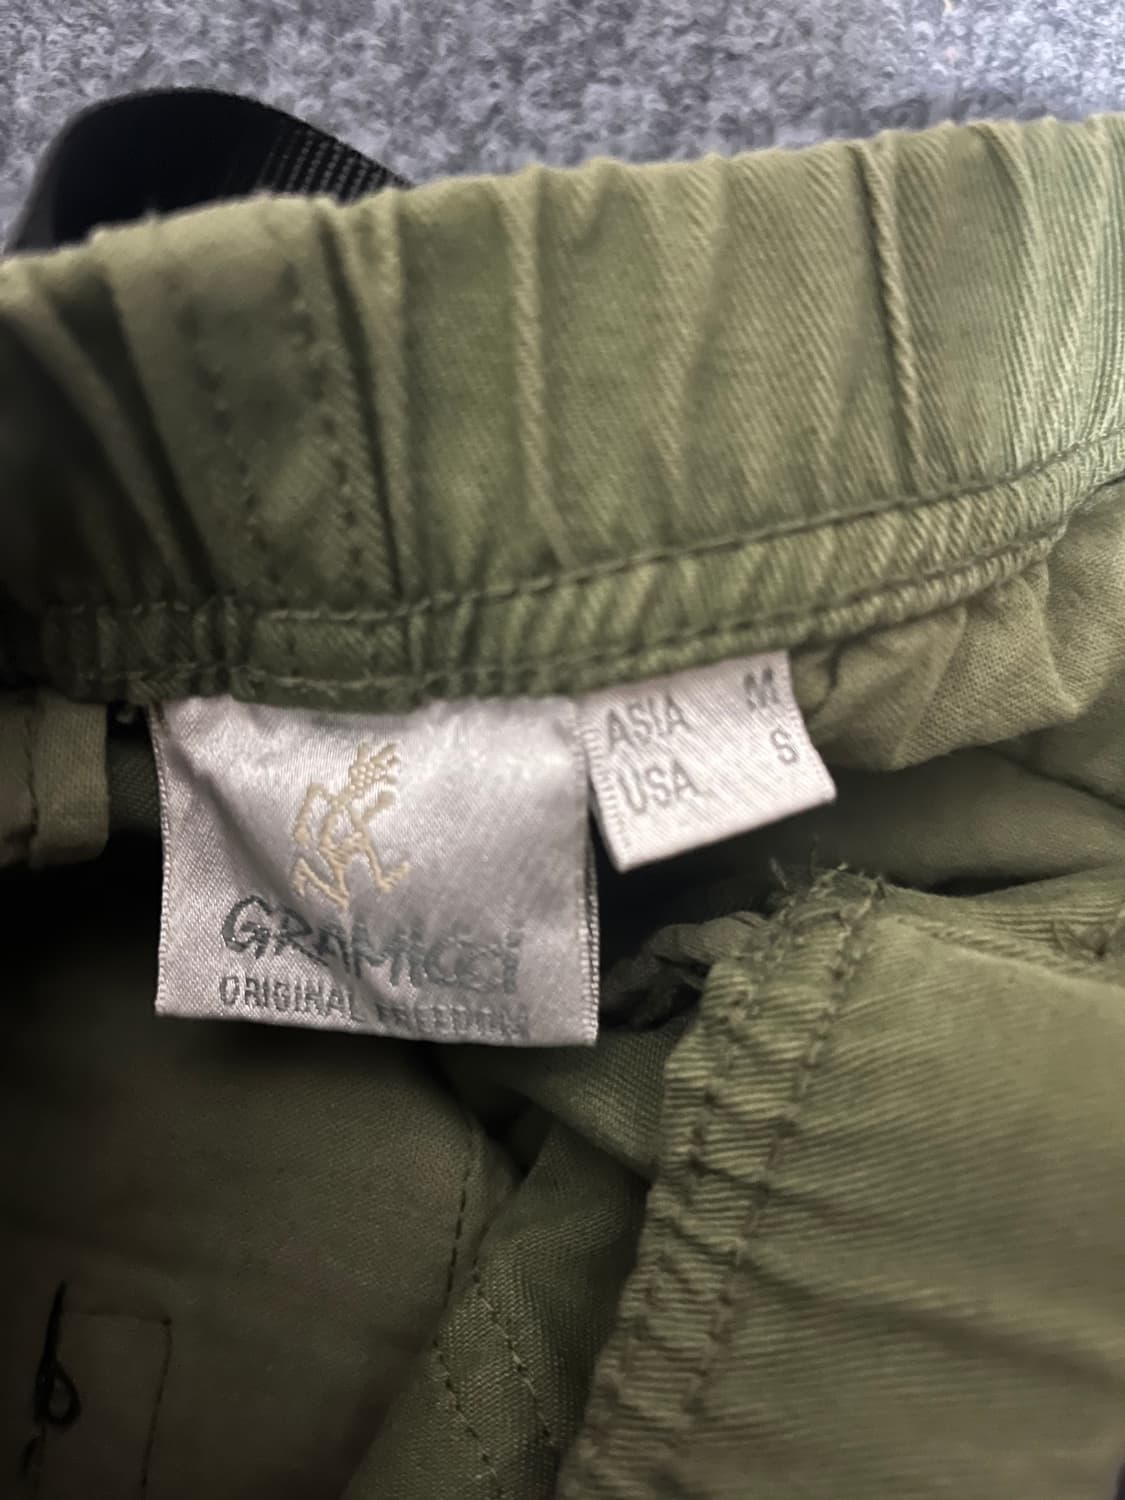 GRAMICCI
ORIGINAL FREEDOM
ASIA M
USA S